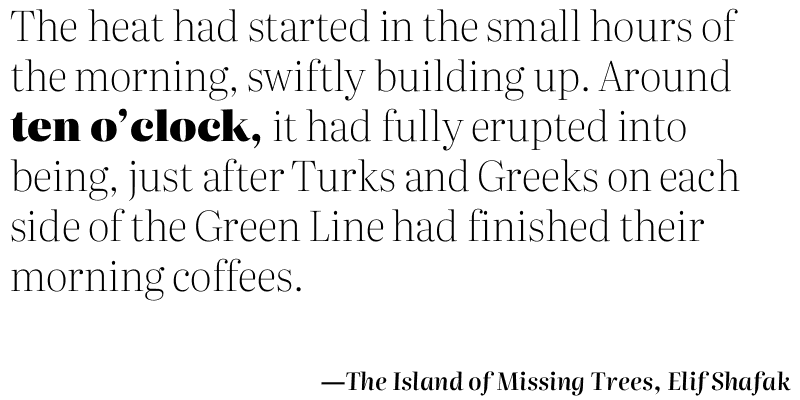 The heat had started in the small hours of
the morning, swiftly building up. Around
ten o’clock, it had fully erupted into
being, just after Turks and Greeks on each
side of the Green Line had finished their
morning coffees.
—The Island of Missing Trees, Elif Shafak